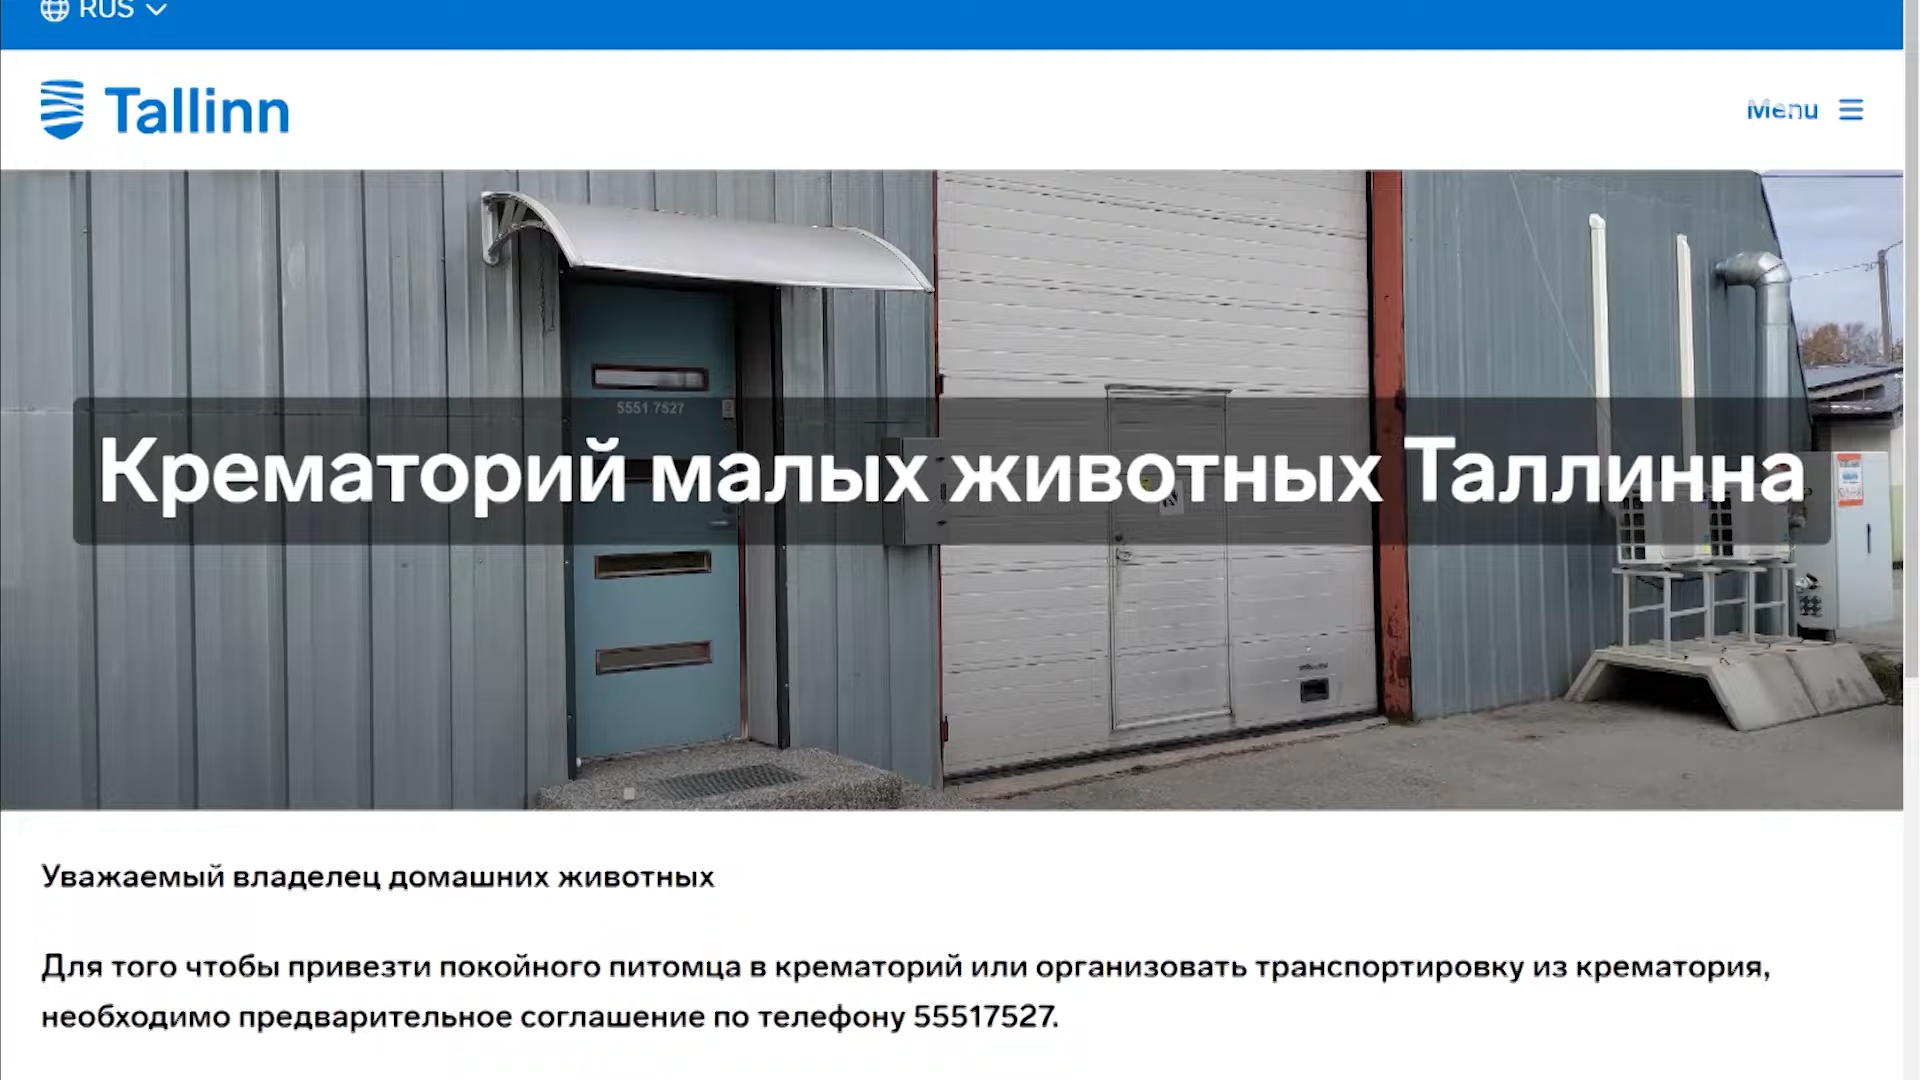 RUS
Tallinn
Menu
5551 7527
Крематорий малых животных Таллинна
Уважаемый владелец домашних животных
Для того чтобы привезти покойного питомца в крематорий или организовать транспортировку из крематория,
необходимо предварительное соглашение по телефону 55517527.